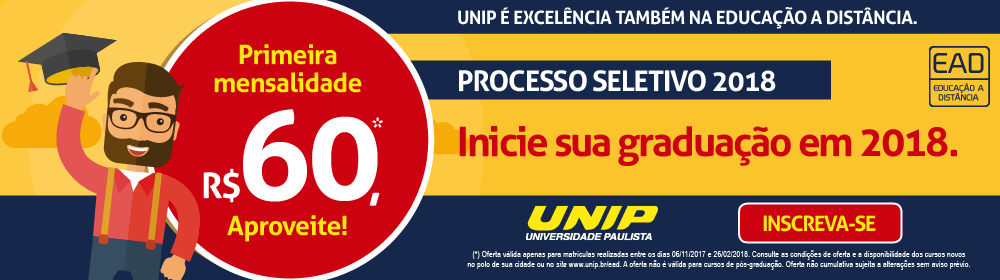 UNIP É EXCELÊNCIA TAMBÉM NA EDUCAÇÃO A DISTÂNCIA.
Primeira
mensalidade
R$60,*
Aproveite!
PROCESSO SELETIVO 2018
EAD
EDUCAÇÃO A
DISTÂNCIA
Inicie sua graduação em 2018.
UNIP
UNIVERSIDADE PAULISTA
INSCREVA-SE
(*) Oferta válida apenas para matrículas realizadas entre os dias 06/11/2017 e 26/02/2018. Consulte as condições de oferta e a disponibilidade dos cursos novos
no polo de sua cidade ou no site www.unip.br/ead. A oferta não é válida para cursos de pós-graduação. Oferta não cumulativa sujeita a alterações sem aviso prévio.